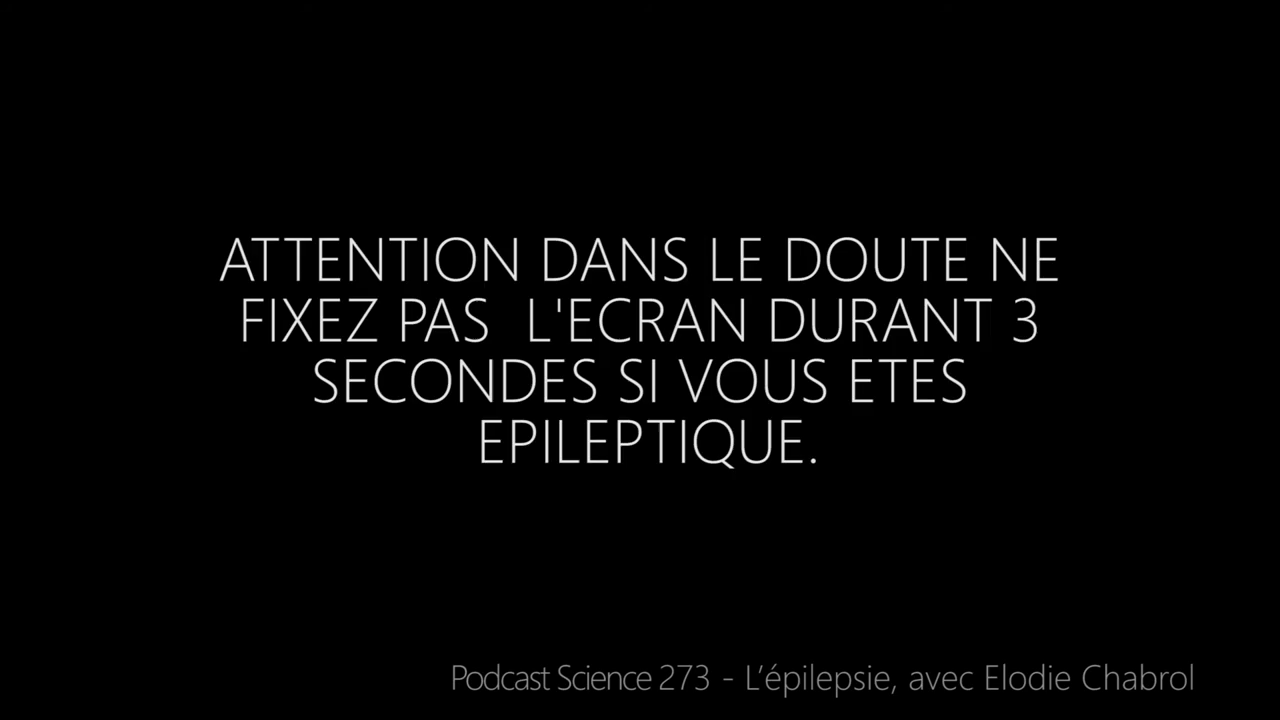 ATTENTION DANS LE DOUTE NE
FIXEZ PAS  L'ECRAN DURANT 3
SECONDES SI VOUS ETES
EPILEPTIQUE.
Podcast Science 273 - L’épilepsie, avec Elodie Chabrol